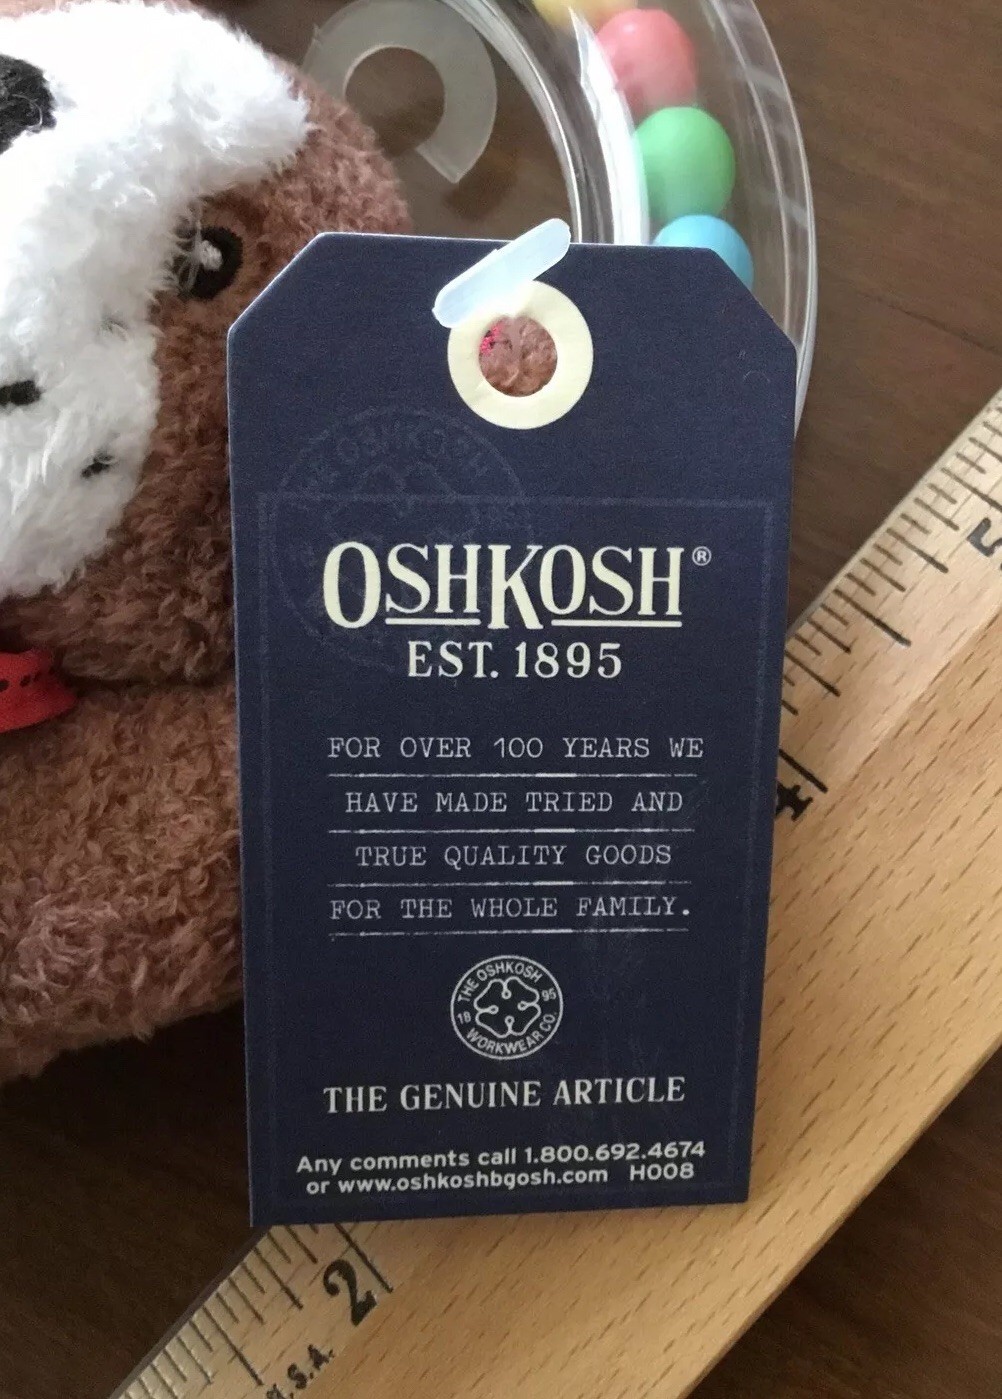 OSHKOSH®
EST. 1895
FOR OVER 100 YEARS WE
HAVE MADE TRIED AND
TRUE QUALITY GOODS
FOR THE WHOLE FAMILY.
THE OSHKOSH
18 95
WORKWEAR CO.
THE GENUINE ARTICLE
Any comments call 1.800.692.4674
or www.oshkoshbgosh.com H008
THE OSHKOSH
5
4
2
U.S.A.